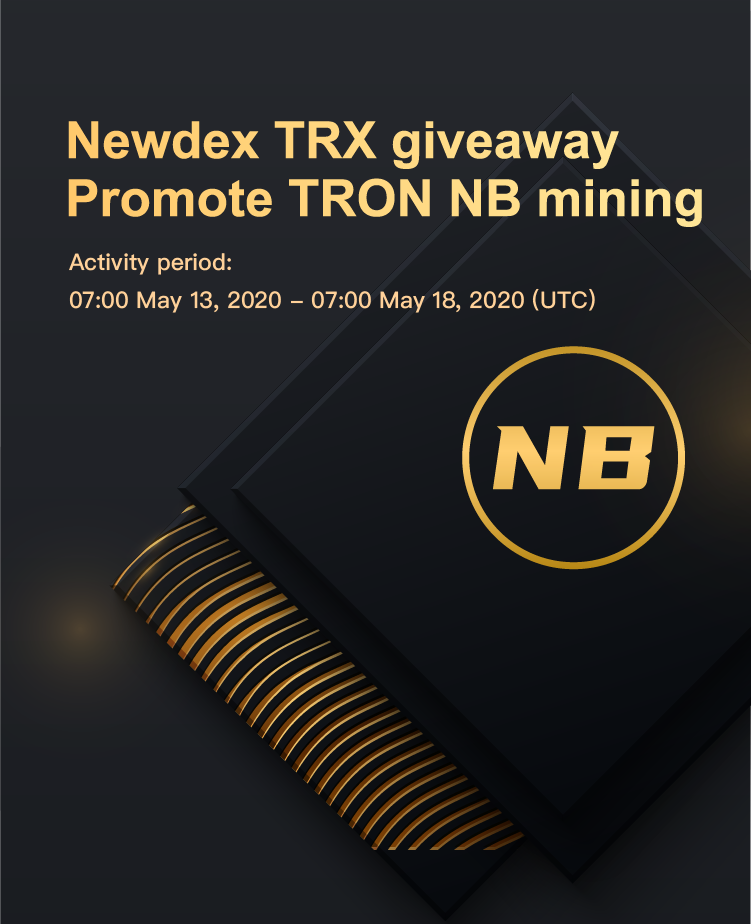 Newdex TRX giveaway
Promote TRON NB mining
Activity period:
07:00 May 13, 2020 – 07:00 May 18, 2020 (UTC)
NB